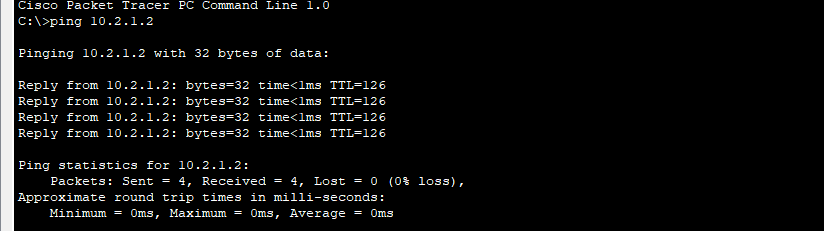 Cisco Packet Tracer PC Command Line 1.0
C:\>ping 10.2.1.2
Pinging 10.2.1.2 with 32 bytes of data:
Reply from 10.2.1.2: bytes=32 time<1ms TTL=126
Reply from 10.2.1.2: bytes=32 time<1ms TTL=126
Reply from 10.2.1.2: bytes=32 time<1ms TTL=126
Reply from 10.2.1.2: bytes=32 time<1ms TTL=126
Ping statistics for 10.2.1.2:
    Packets: Sent = 4, Received = 4, Lost = 0 (0% loss),
Approximate round trip times in milli-seconds:
    Minimum = 0ms, Maximum = 0ms, Average = 0ms